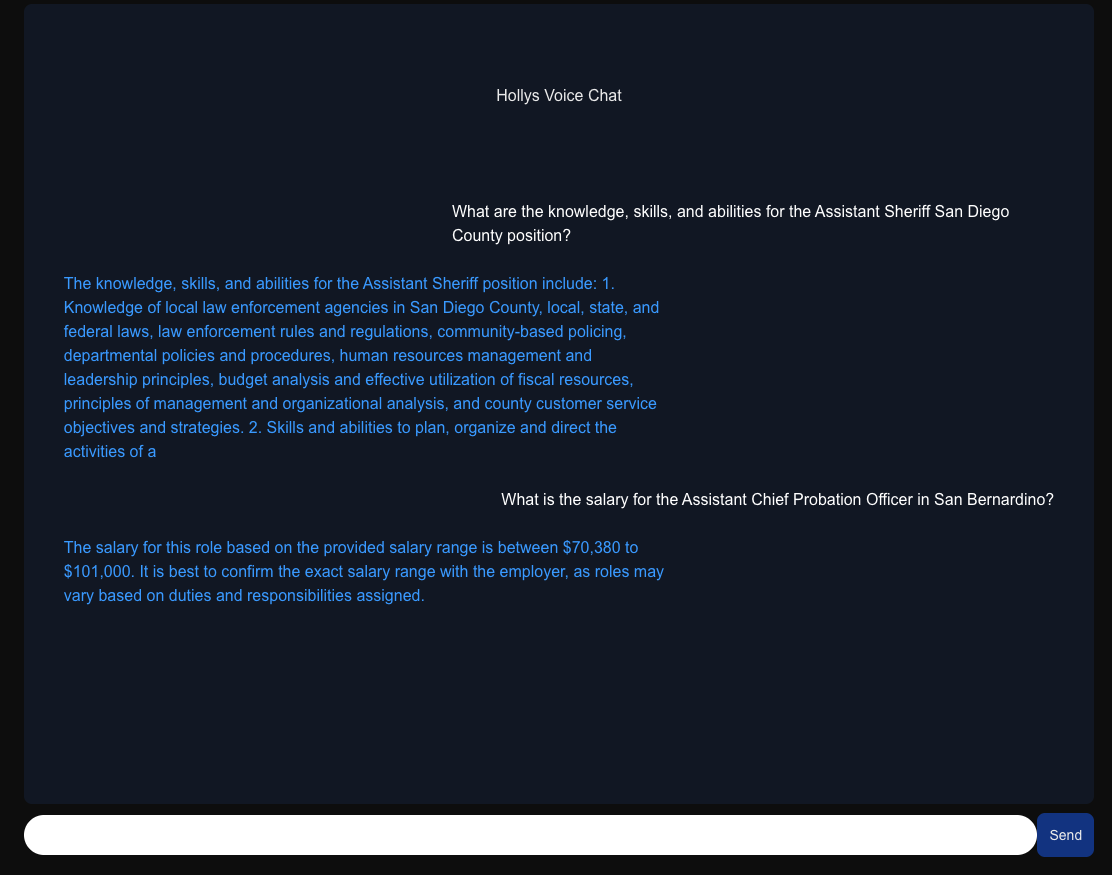 Hollys Voice Chat
What are the knowledge, skills, and abilities for the Assistant Sheriff San Diego
County position?
The knowledge, skills, and abilities for the Assistant Sheriff position include: 1.
Knowledge of local law enforcement agencies in San Diego County, local, state, and
federal laws, law enforcement rules and regulations, community-based policing,
departmental policies and procedures, human resources management and
leadership principles, budget analysis and effective utilization of fiscal resources,
principles of management and organizational analysis, and county customer service
objectives and strategies. 2. Skills and abilities to plan, organize and direct the
activities of a
What is the salary for the Assistant Chief Probation Officer in San Bernardino?
The salary for this role based on the provided salary range is between $70,380 to
$101,000. It is best to confirm the exact salary range with the employer, as roles may
vary based on duties and responsibilities assigned.
Send